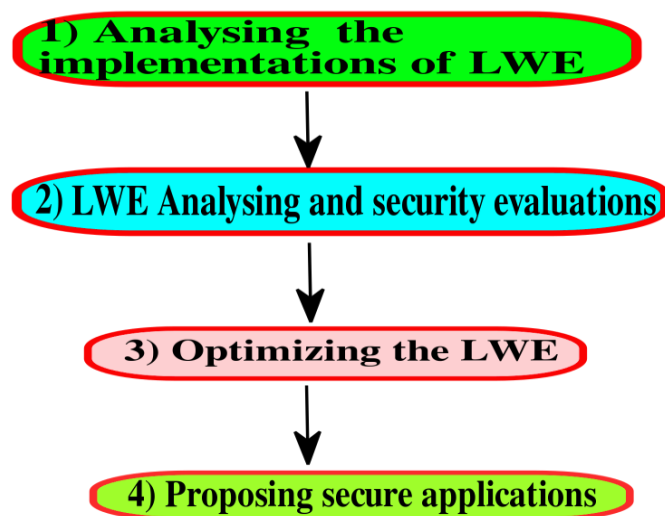 1) Analysing the
implementations of LWE
2) LWE Analysing and security evaluations
3) Optimizing the LWE
4) Proposing secure applications